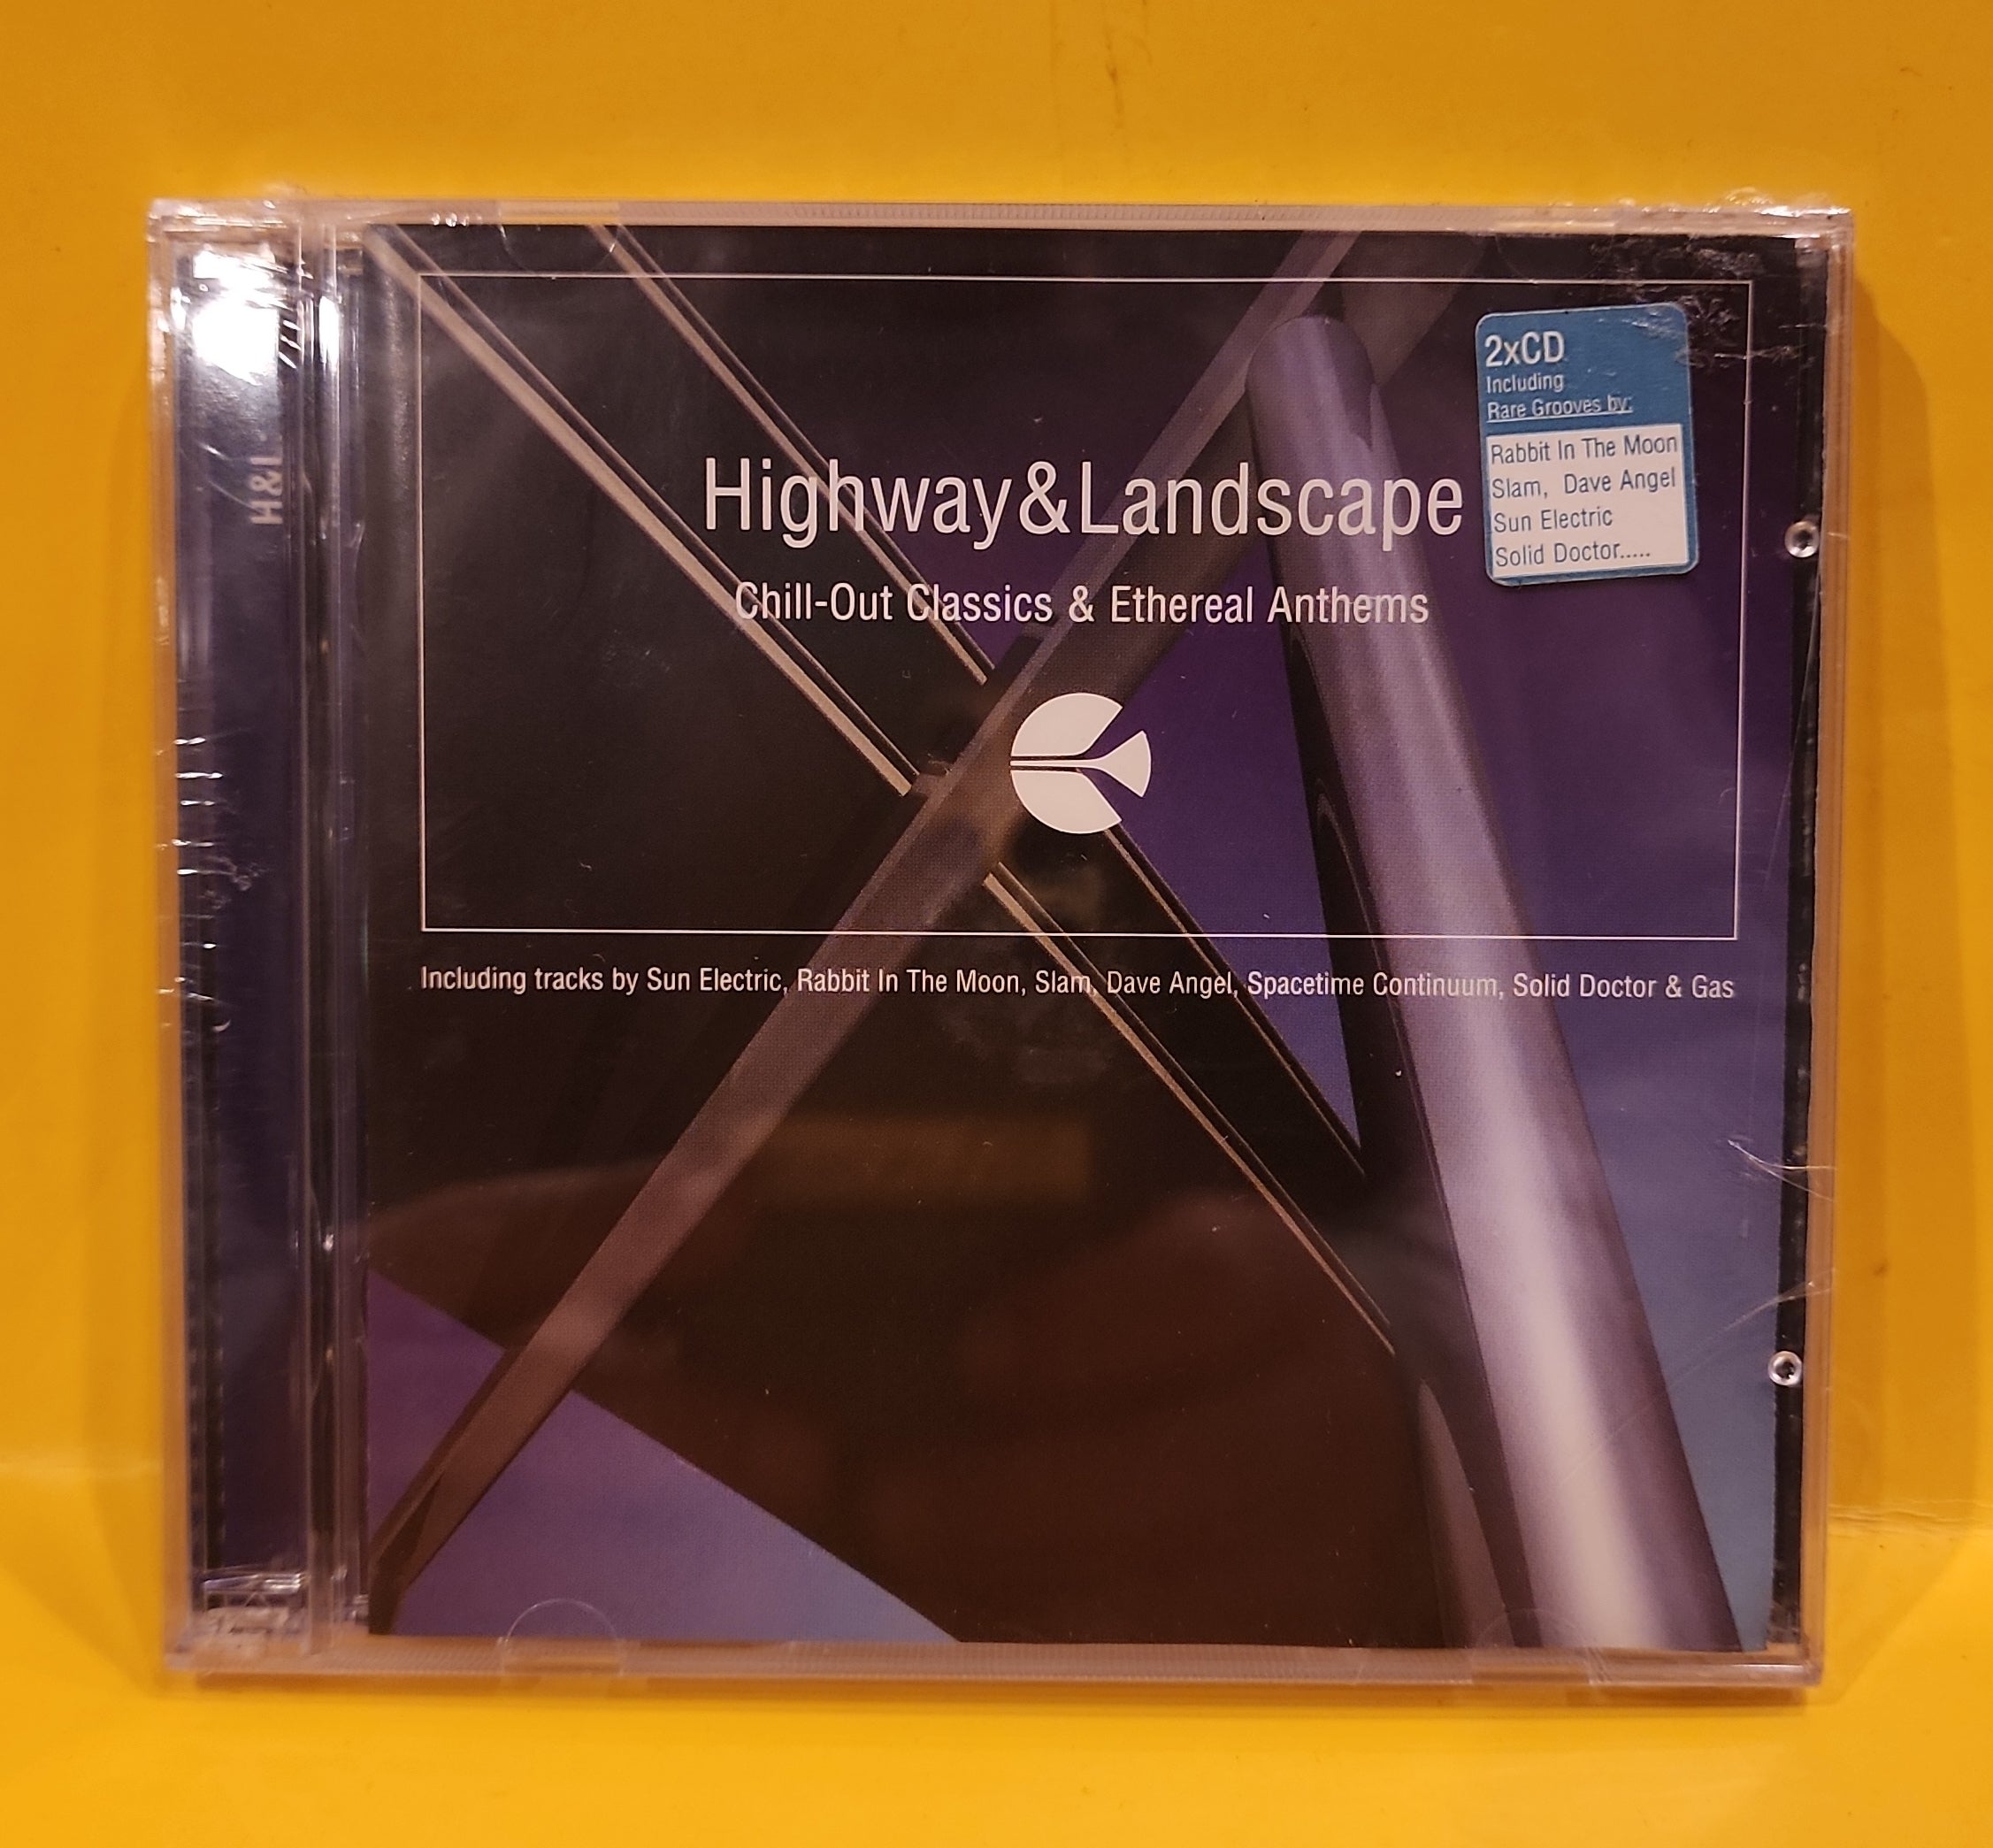 H&L
Highway&Landscape
Chill-Out Classics & Ethereal Anthems
2xCD
Including
Rare Grooves by:
Rabbit In The Moon
Slam, Dave Angel
Sun Electric
Solid Doctor.....
Including tracks by Sun Electric, Rabbit In The Moon, Slam, Dave Angel, Spacetime Continuum, Solid Doctor & Gas